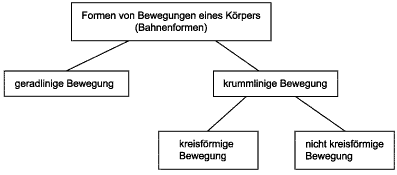 Formen von Bewegungen eines Körpers
(Bahnenformen)
geradlinige Bewegung
krummlinige Bewegung
kreisförmige
Bewegung
nicht kreisförmige
Bewegung